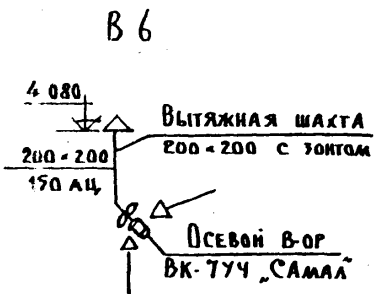 В 6
4 080
Вытяжная шахта
200×200 с зонтом
200×200
150 АЦ.
Осевой в-ор
ВК-7У4 „Самал"